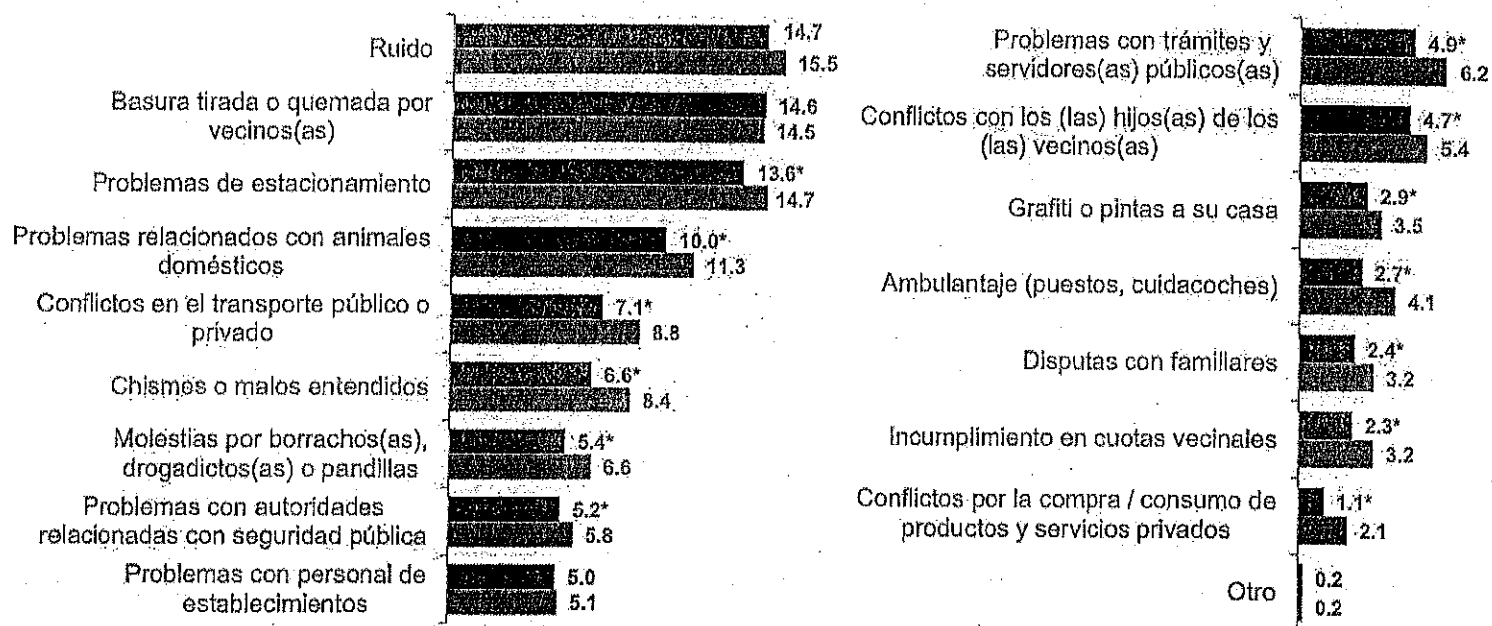 Ruido
14.7
15.5
Basura tirada o quemada por
vecinos(as)
14.6
14.5
Problemas de estacionamiento
13.6*
14.7
Problemas relacionados con animales
domésticos
10.0*
11.3
Conflictos en el transporte público o
privado
7.1*
8.8
Chismes o malos entendidos
6.6*
8.4
Molestias por borrachos(as),
drogadictos(as) o pandillas
5.4*
6.6
Problemas con autoridades
relacionadas con seguridad pública
5.2*
5.8
Problemas con personal de
establecimientos
5.0
5.1
Problemas con trámites y
servidores(as) públicos(as)
4.9*
6.2
Conflictos con los (las) hijos(as) de los
(las) vecinos(as)
4.7*
5.4
Grafiti o pintas a su casa
2.9*
3.5
Ambulantaje (puestos, cuidacoches)
2.7*
4.1
Disputas con familiares
2.4*
3.2
Incumplimiento en cuotas vecinales
2.3*
3.2
Conflictos por la compra / consumo de
productos y servicios privados
1.1*
2.1
Otro
0.2
0.2